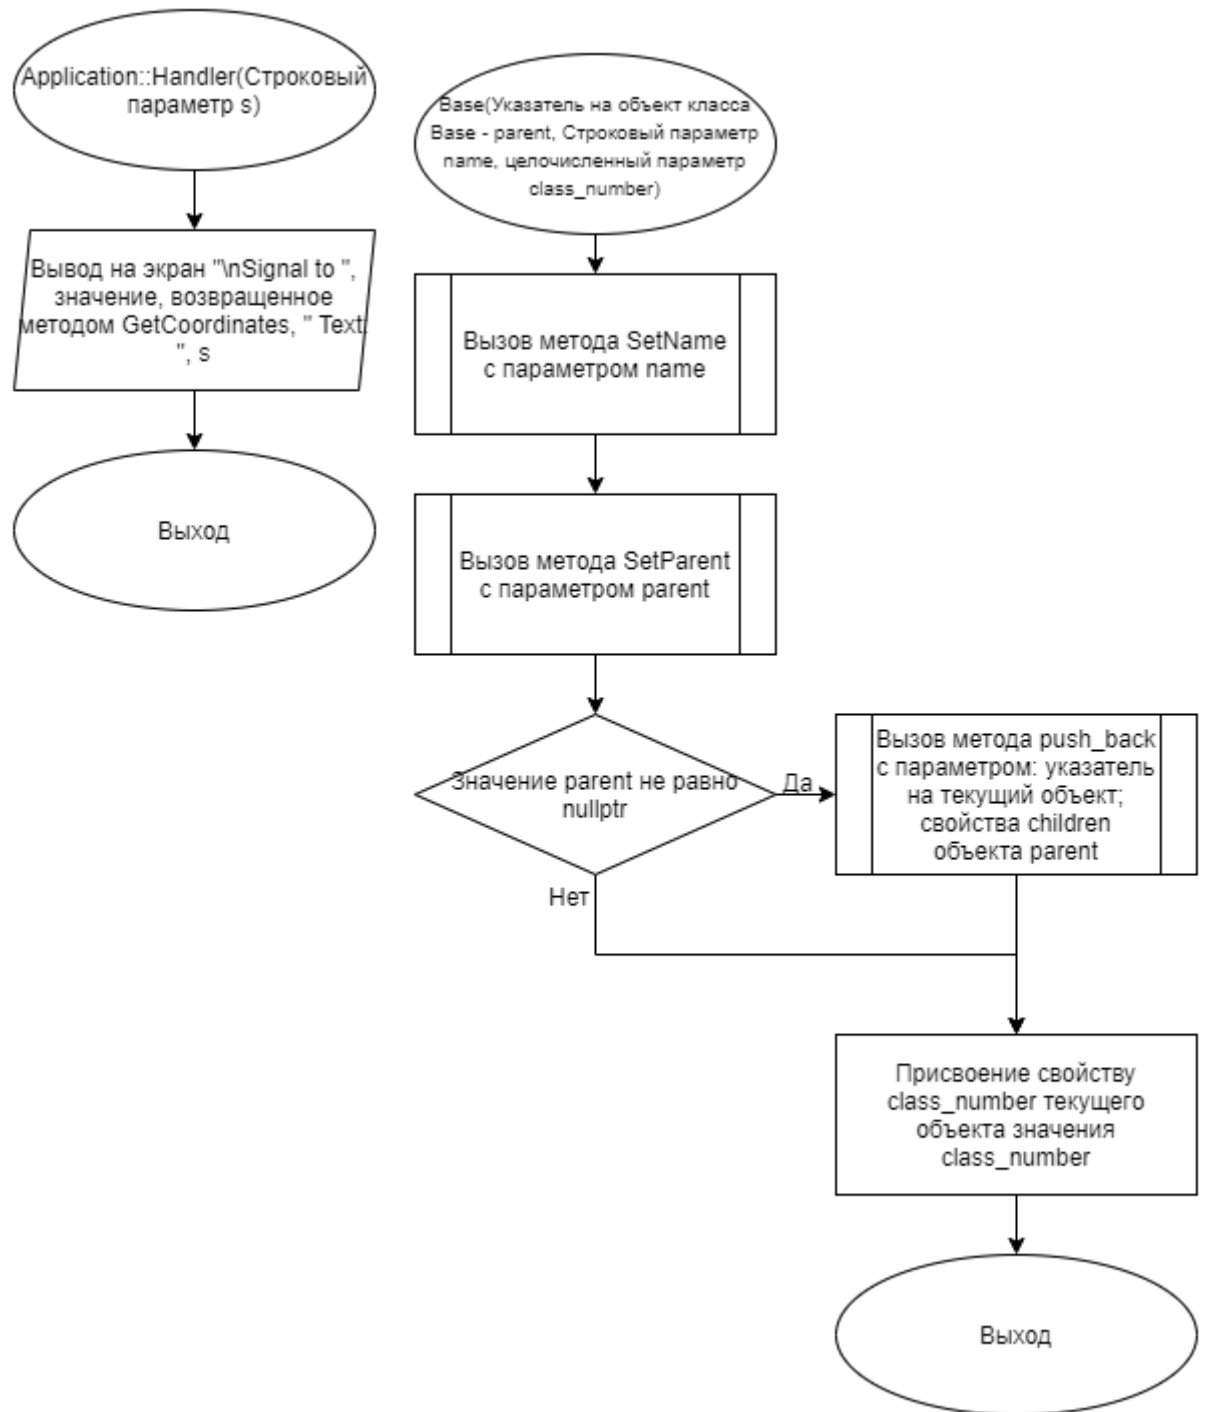 Application::Handler(Строковый
параметр s)
Вывод на экран "\nSignal to ",
значение, возвращенное
методом GetCoordinates, " Text:
", s
Выход
Base(Указатель на объект класса
Base - parent, Строковый параметр
name, целочисленный параметр
class_number)
Вызов метода SetName
с параметром name
Вызов метода SetParent
с параметром parent
Значение parent не равно
nullptr
Да
Нет
Вызов метода push_back
с параметром: указатель
на текущий объект;
свойства children
объекта parent
Присвоение свойству
class_number текущего
объекта значения
class_number
Выход